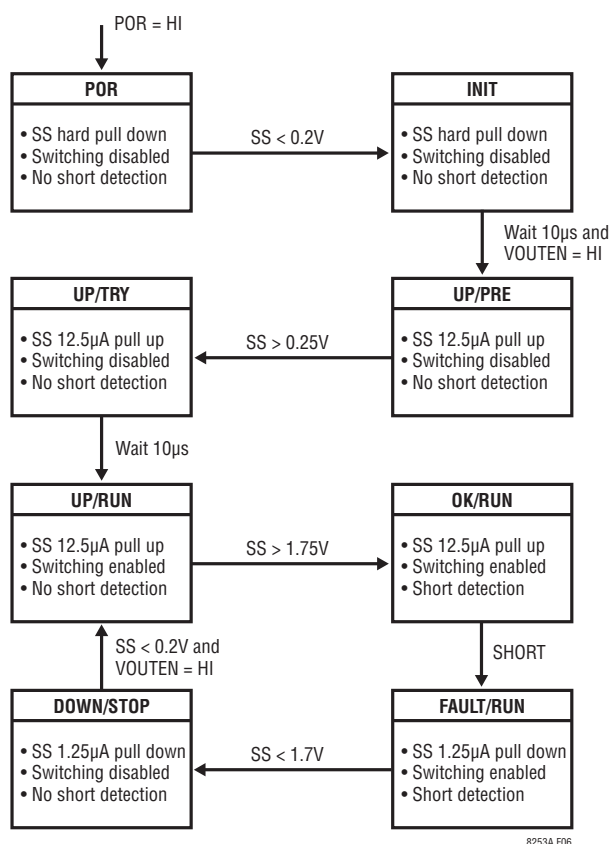 POR = HI
POR
• SS hard pull down
• Switching disabled
• No short detection
SS < 0.2V
INIT
• SS hard pull down
• Switching disabled
• No short detection
Wait 10µs and
VOUTEN = HI
UP/TRY
• SS 12.5µA pull up
• Switching disabled
• No short detection
SS > 0.25V
UP/PRE
• SS 12.5µA pull up
• Switching disabled
• No short detection
Wait 10µs
UP/RUN
• SS 12.5µA pull up
• Switching enabled
• No short detection
SS > 1.75V
OK/RUN
• SS 12.5µA pull up
• Switching enabled
• Short detection
SS < 0.2V and
VOUTEN = HI
SHORT
DOWN/STOP
• SS 1.25µA pull down
• Switching disabled
• No short detection
SS < 1.7V
FAULT/RUN
• SS 1.25µA pull down
• Switching enabled
• Short detection
8253A F06